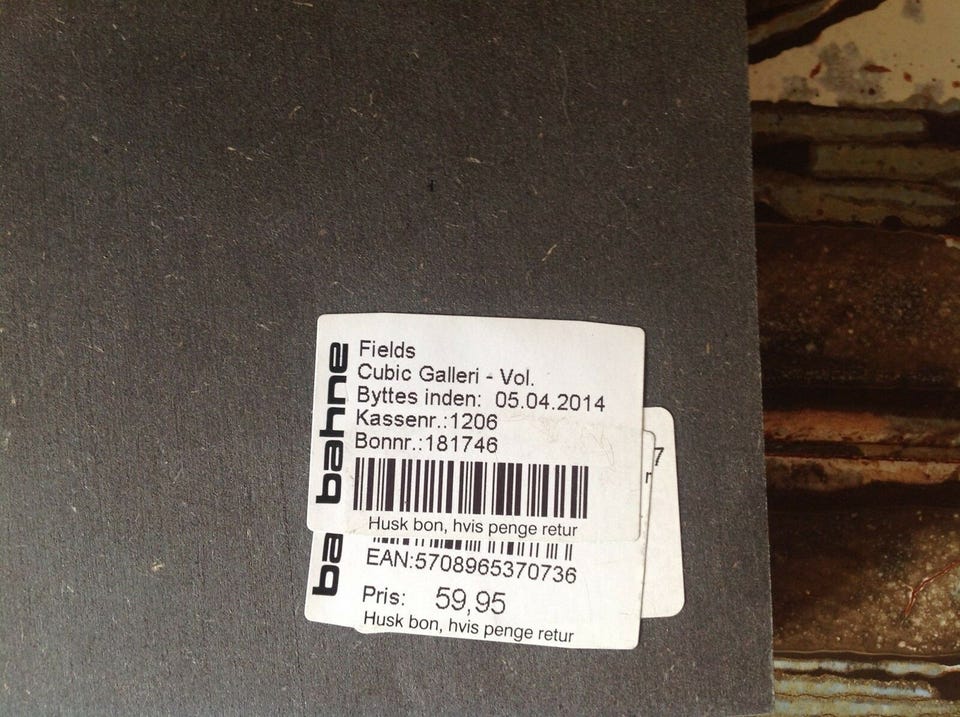 bahne
Fields
Cubic Galleri - Vol.
Byttes inden: 05.04.2014
Kassenr.:1206
Bonnr.:181746
Husk bon, hvis penge retur
ba
EAN:5708965370736
Pris: 59,95
Husk bon, hvis penge retur
7
r